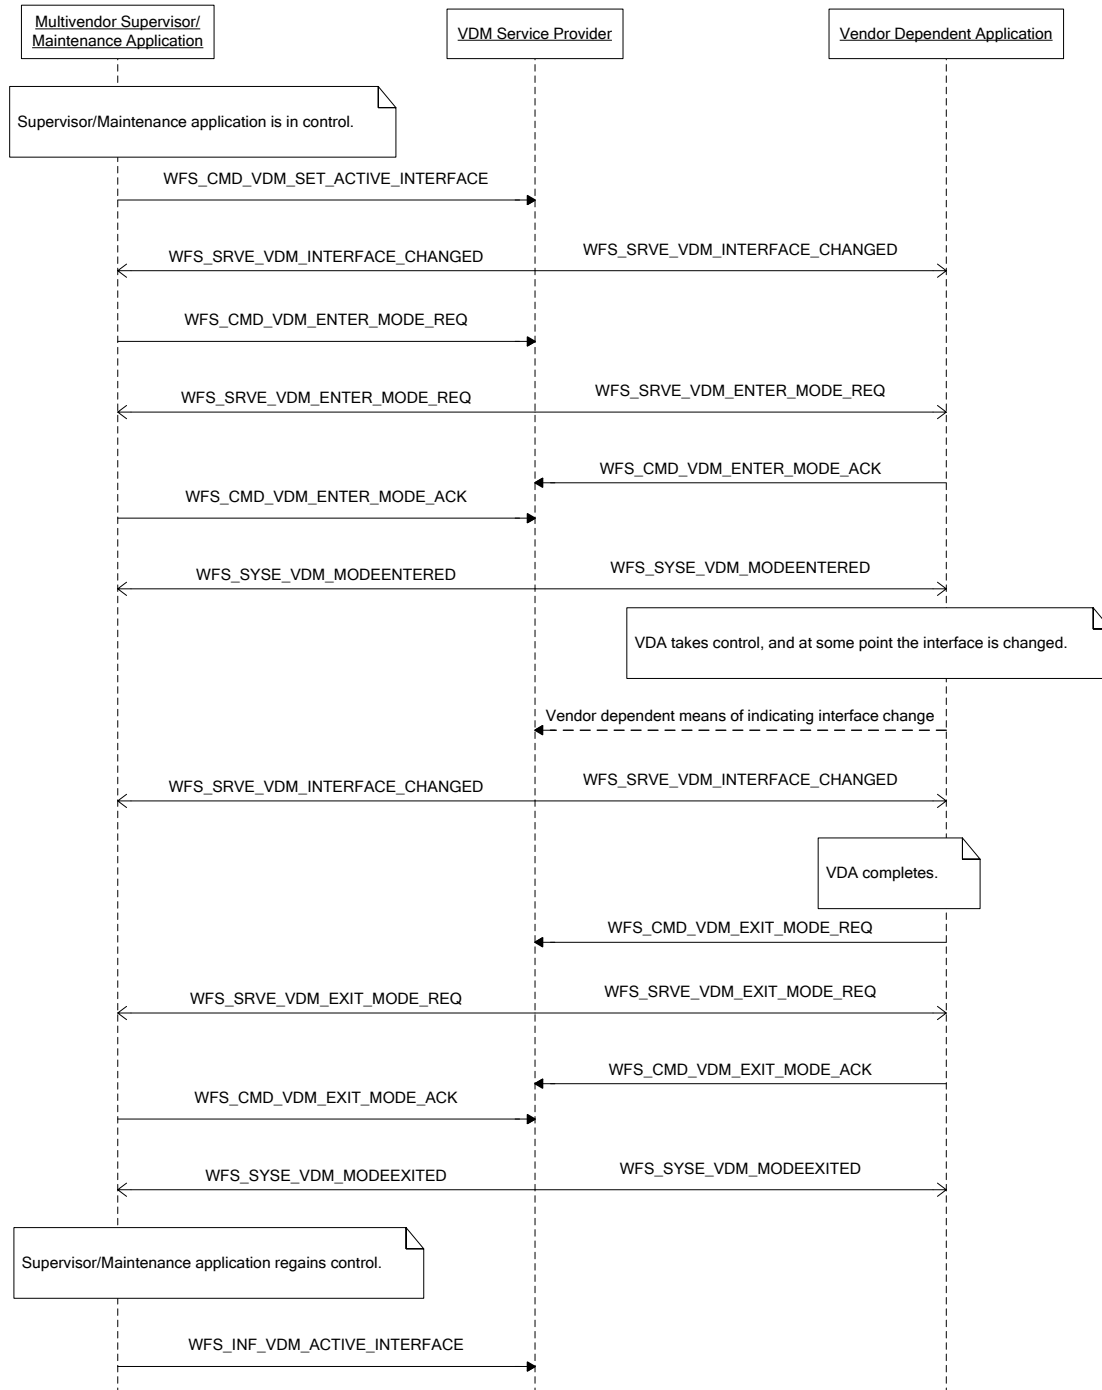 Multivendor Supervisor/
Maintenance Application
VDM Service Provider
Vendor Dependent Application
Supervisor/Maintenance application is in control.
WFS_CMD_VDM_SET_ACTIVE_INTERFACE
WFS_SRVE_VDM_INTERFACE_CHANGED
WFS_SRVE_VDM_INTERFACE_CHANGED
WFS_CMD_VDM_ENTER_MODE_REQ
WFS_SRVE_VDM_ENTER_MODE_REQ
WFS_SRVE_VDM_ENTER_MODE_REQ
WFS_CMD_VDM_ENTER_MODE_ACK
WFS_CMD_VDM_ENTER_MODE_ACK
WFS_SYSE_VDM_MODEENTERED
WFS_SYSE_VDM_MODEENTERED
VDA takes control, and at some point the interface is changed.
Vendor dependent means of indicating interface change
WFS_SRVE_VDM_INTERFACE_CHANGED
WFS_SRVE_VDM_INTERFACE_CHANGED
VDA completes.
WFS_CMD_VDM_EXIT_MODE_REQ
WFS_SRVE_VDM_EXIT_MODE_REQ
WFS_SRVE_VDM_EXIT_MODE_REQ
WFS_CMD_VDM_EXIT_MODE_ACK
WFS_CMD_VDM_EXIT_MODE_ACK
WFS_SYSE_VDM_MODEEXITED
WFS_SYSE_VDM_MODEEXITED
Supervisor/Maintenance application regains control.
WFS_INF_VDM_ACTIVE_INTERFACE